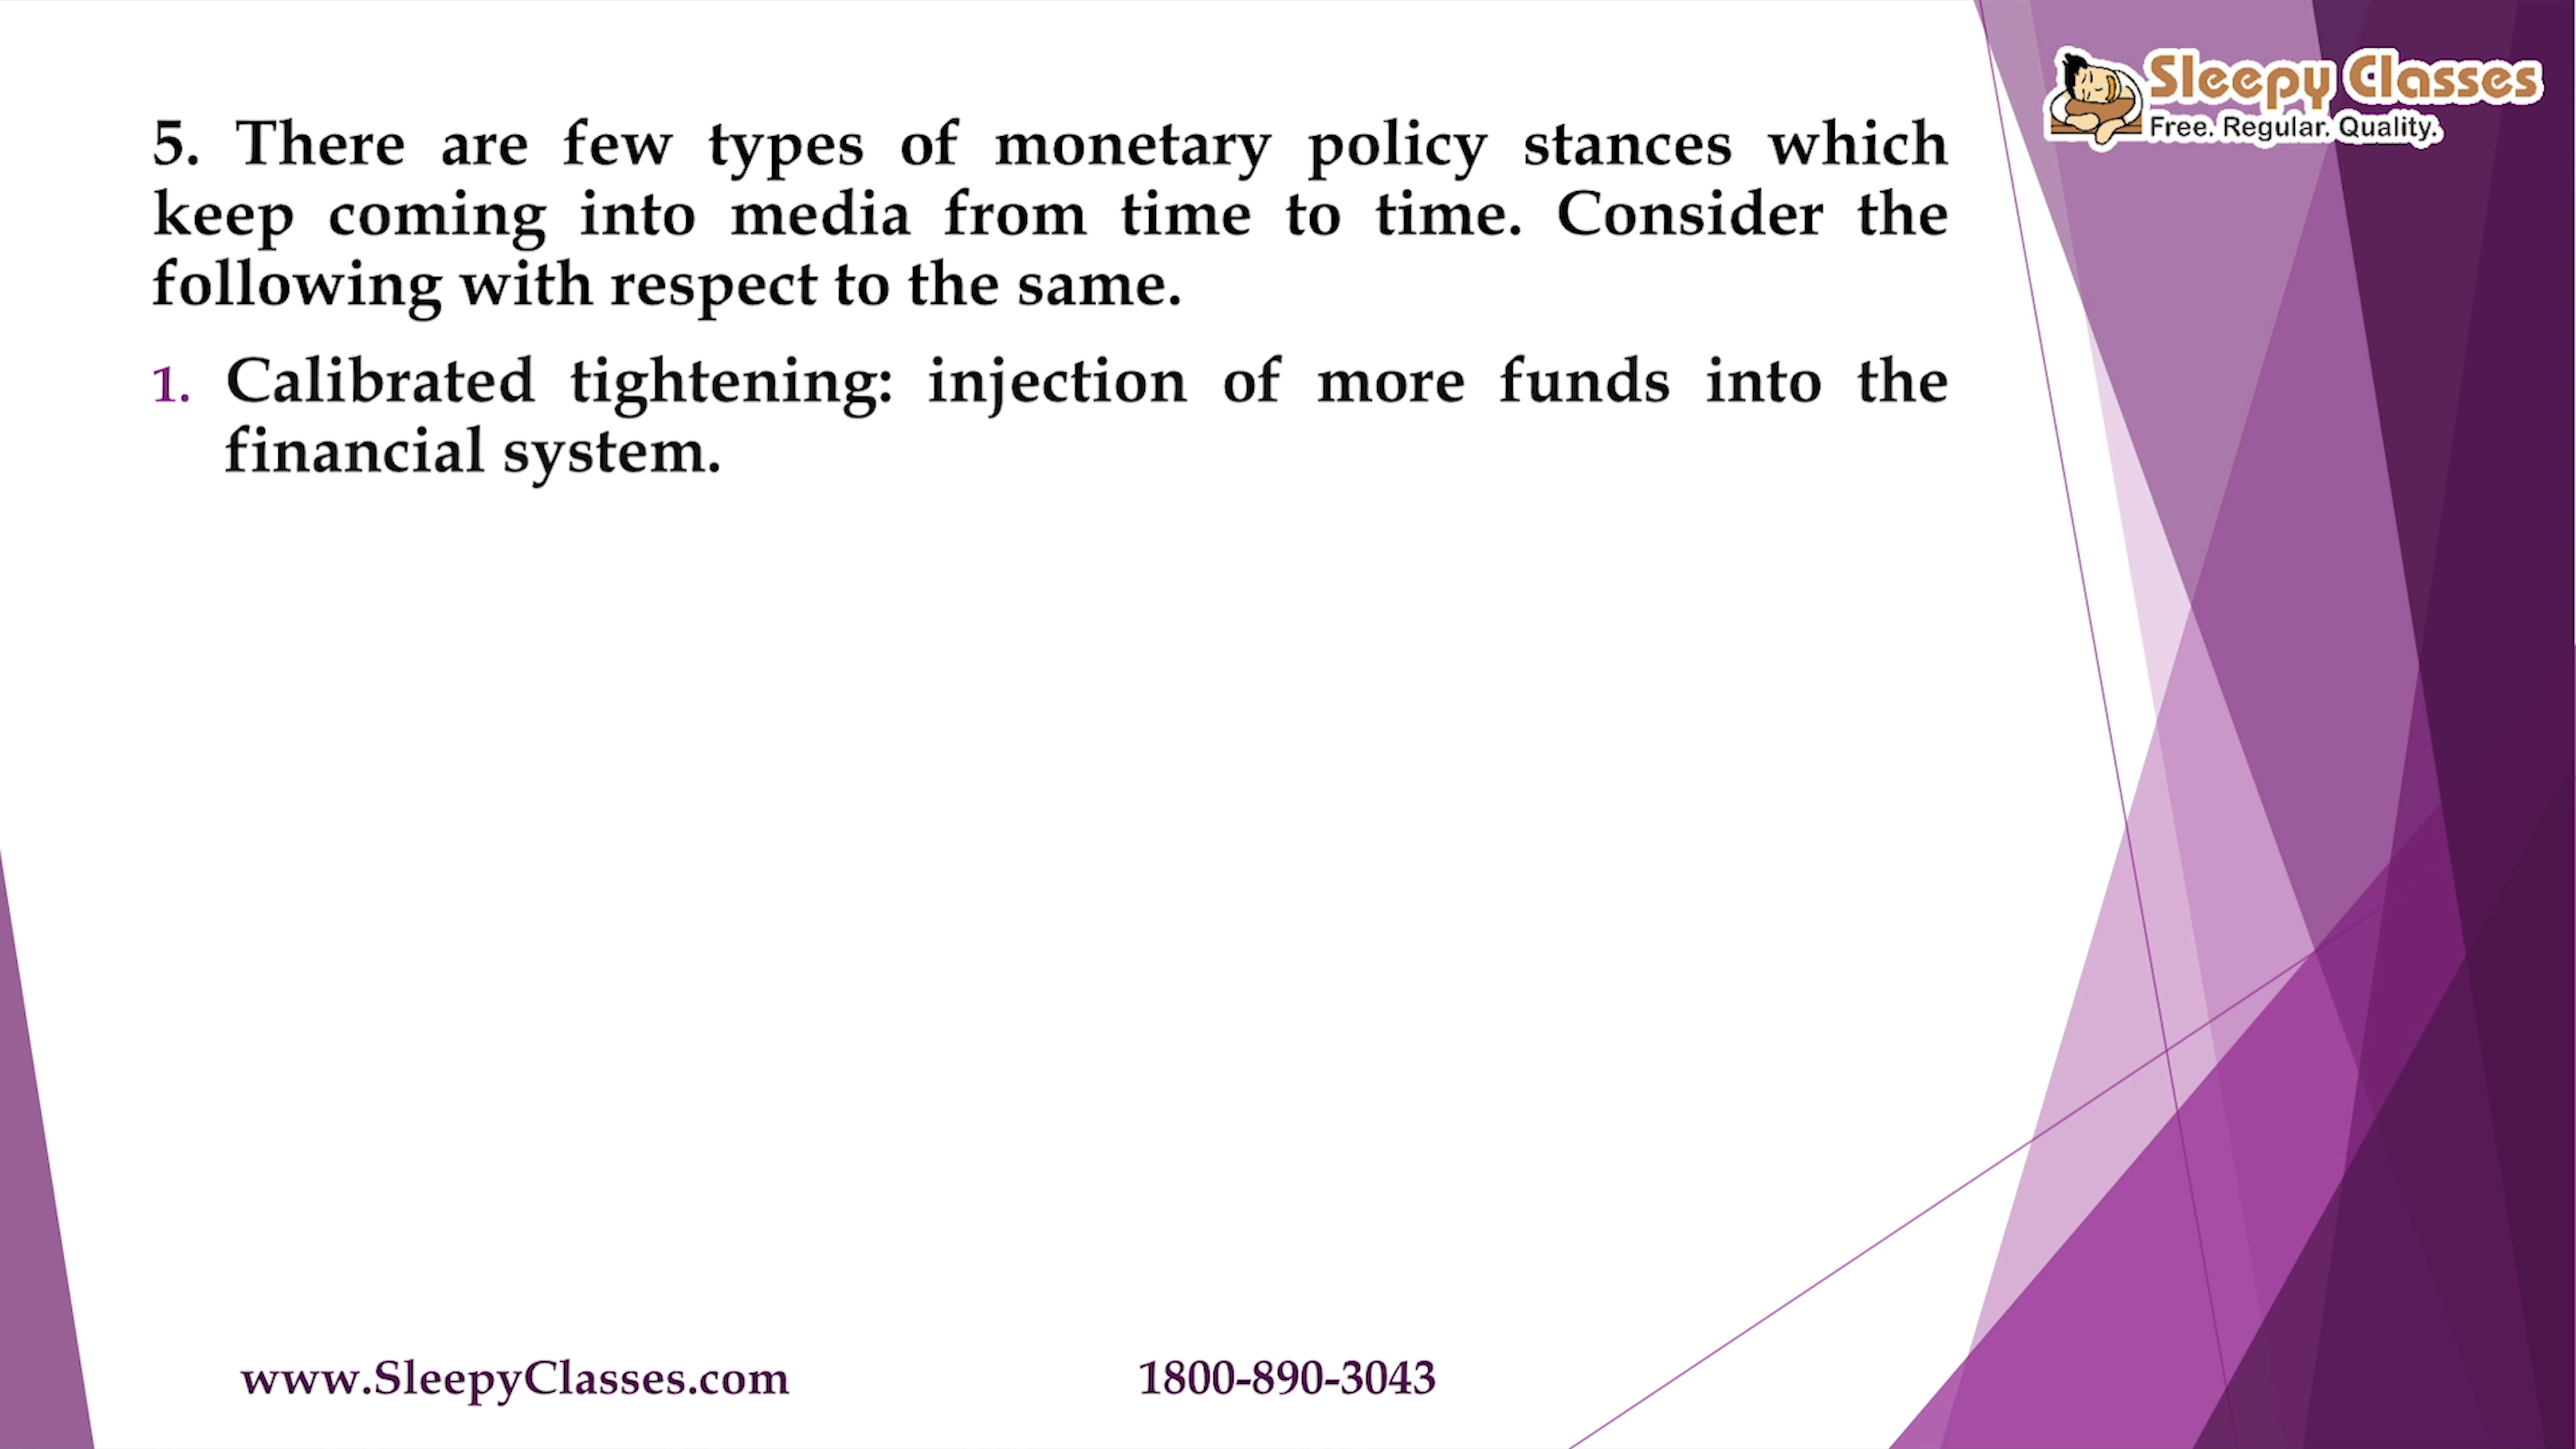 Sleepy Classes
Free. Regular. Quality.
5. There are few types of monetary policy stances which
keep coming into media from time to time. Consider the
following with respect to the same.
1. Calibrated tightening: injection of more funds into the
financial system.
www.SleepyClasses.com
1800-890-3043